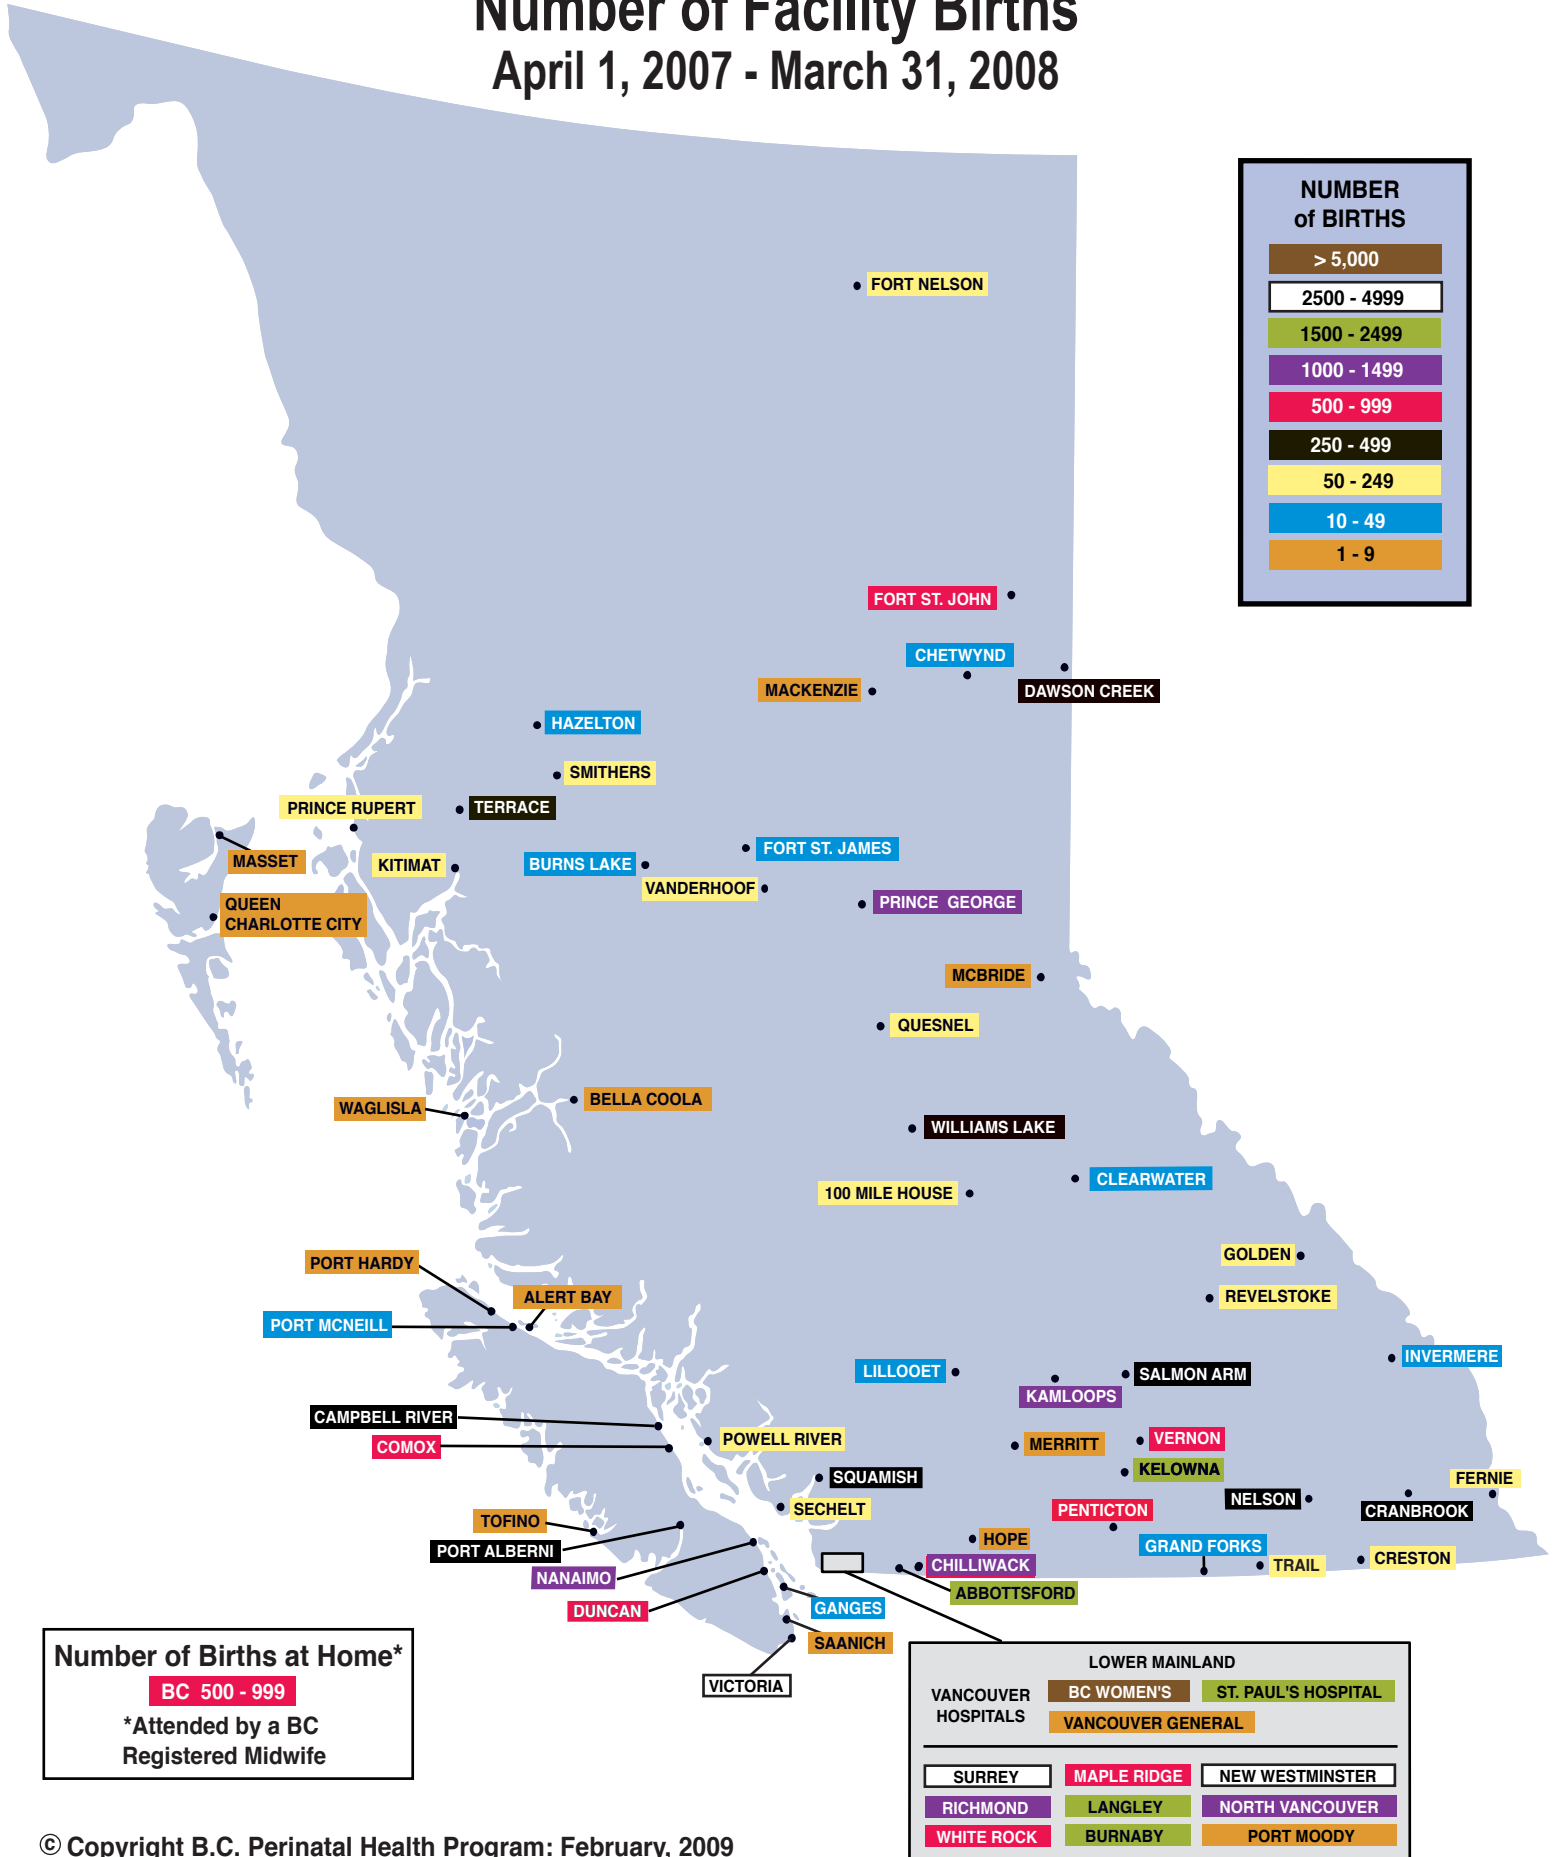 Number of Facility Births
April 1, 2007 - March 31, 2008
NUMBER
of BIRTHS
> 5,000
2500 - 4999
1500 - 2499
1000 - 1499
500 - 999
250 - 499
50 - 249
10 - 49
1 - 9
FORT NELSON
FORT ST. JOHN
CHETWYND
MACKENZIE
DAWSON CREEK
HAZELTON
SMITHERS
PRINCE RUPERT
TERRACE
MASSET
KITIMAT
BURNS LAKE
FORT ST. JAMES
VANDERHOOF
PRINCE GEORGE
QUEEN
CHARLOTTE CITY
MCBRIDE
QUESNEL
WAGLISLA
BELLA COOLA
WILLIAMS LAKE
CLEARWATER
100 MILE HOUSE
GOLDEN
REVELSTOKE
PORT HARDY
ALERT BAY
PORT MCNEILL
INVERMERE
LILLOOET
KAMLOOPS
SALMON ARM
CAMPBELL RIVER
COMOX
POWELL RIVER
MERRITT
VERNON
KELOWNA
SQUAMISH
FERNIE
NELSON
CRANBROOK
SECHELT
PENTICTON
TOFINO
HOPE
GRAND FORKS
PORT ALBERNI
CHILLIWACK
TRAIL
CRESTON
NANAIMO
ABBOTTSFORD
DUNCAN
GANGES
SAANICH
VICTORIA
Number of Births at Home*
BC 500 - 999
*Attended by a BC
Registered Midwife
LOWER MAINLAND
VANCOUVER
HOSPITALS
BC WOMEN'S
ST. PAUL'S HOSPITAL
VANCOUVER GENERAL
SURREY
MAPLE RIDGE
NEW WESTMINSTER
RICHMOND
LANGLEY
NORTH VANCOUVER
WHITE ROCK
BURNABY
PORT MOODY
© Copyright B.C. Perinatal Health Program: February, 2009